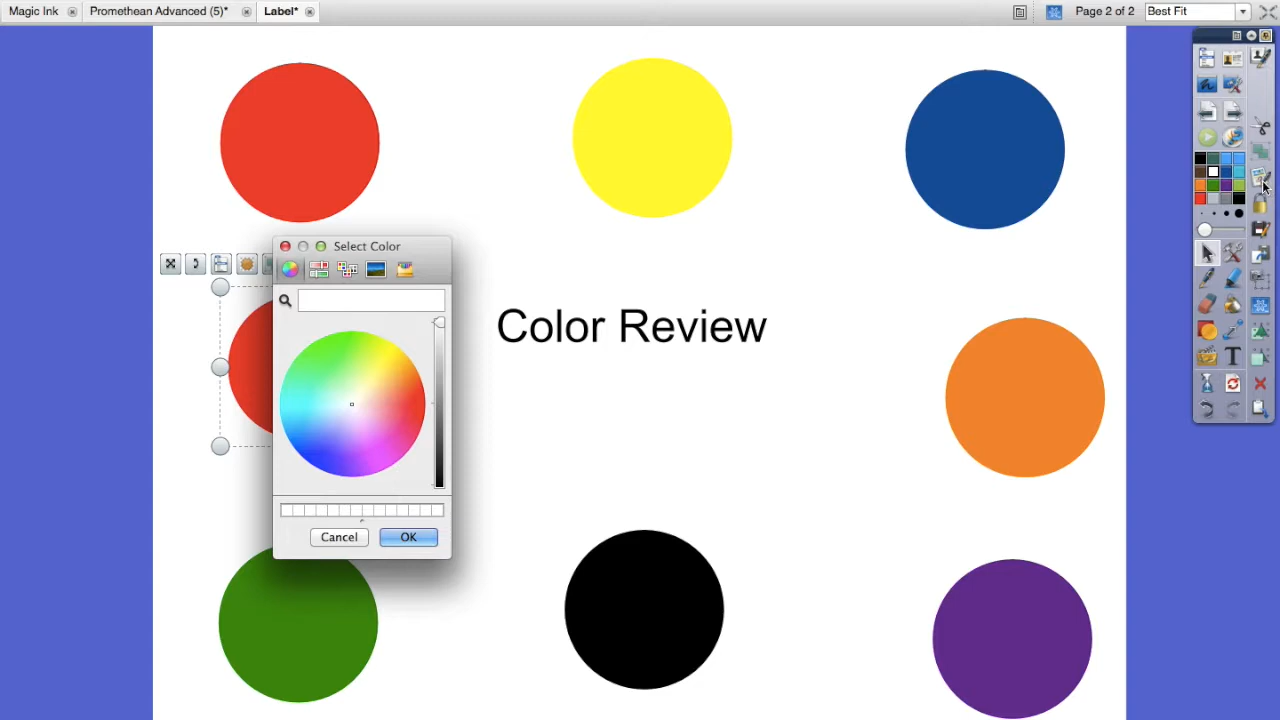 Magic Ink
Promethean Advanced (5)*
Label*
Page 2 of 2
Best Fit
Select Color
Color Review
Cancel
OK
T